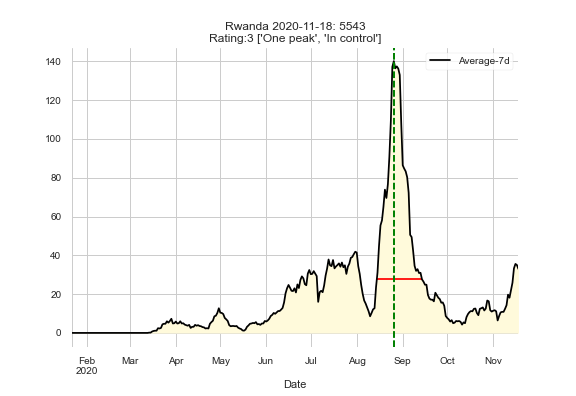 Rwanda 2020-11-18: 5543
Rating:3 ['One peak', 'In control']
Average-7d
140
120
100
80
60
40
20
0
Feb Mar Apr May Jun Jul Aug Sep Oct Nov
2020
Date